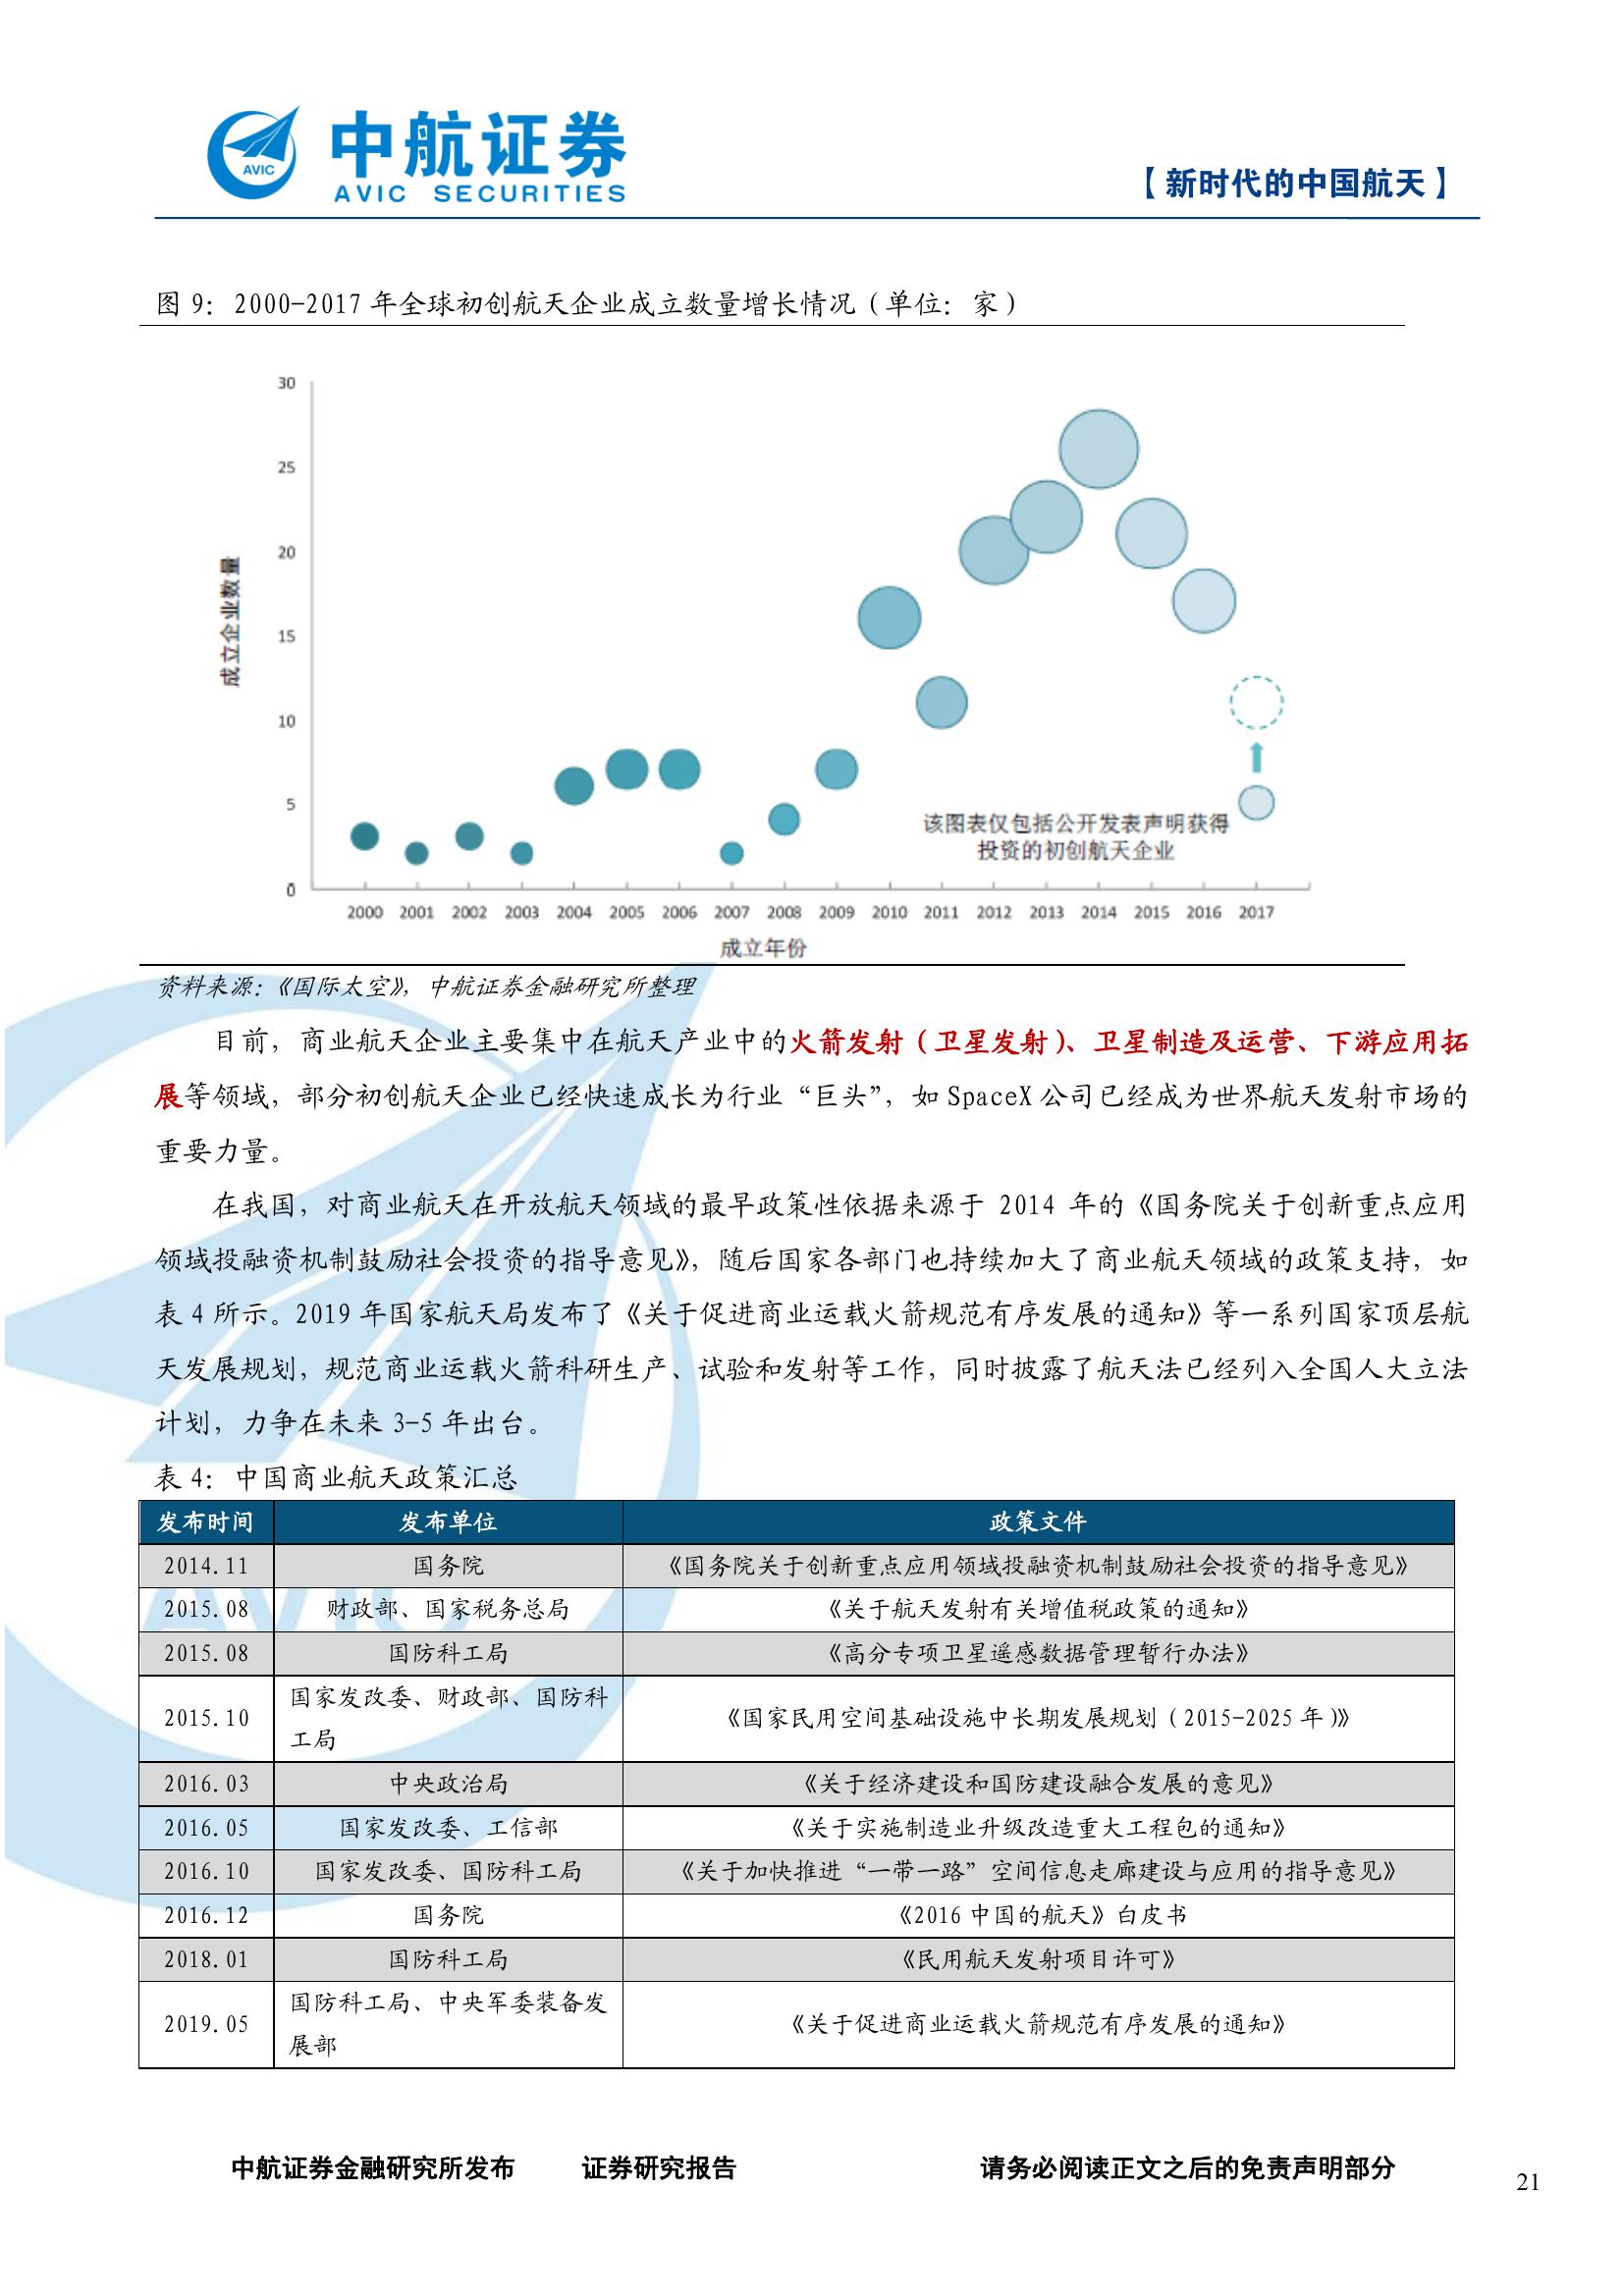 AVIC
中航证券
AVIC SECURITIES
【新时代的中国航天】
图 9: 2000-2017 年全球初创航天企业成立数量增长情况（单位：家）
30
25
20
15
10
5
0
成立企业数量
该图表仅包括公开发表声明获得
投资的初创航天企业
2000 2001 2002 2003 2004 2005 2006 2007 2008 2009 2010 2011 2012 2013 2014 2015 2016 2017
成立年份
资料来源：《国际太空》，中航证券金融研究所整理
目前，商业航天企业主要集中在航天产业中的火箭发射（卫星发射）、卫星制造及运营、下游应用拓
展等领域，部分初创航天企业已经快速成长为行业“巨头”，如 SpaceX 公司已经成为世界航天发射市场的
重要力量。
在我国，对商业航天在开放航天领域的最早政策性依据来源于 2014 年的《国务院关于创新重点应用
领域投融资机制鼓励社会投资的指导意见》，随后国家各部门也持续加大了商业航天领域的政策支持，如
表 4 所示。2019 年国家航天局发布了《关于促进商业运载火箭规范有序发展的通知》等一系列国家顶层航
天发展规划，规范商业运载火箭科研生产、试验和发射等工作，同时披露了航天法已经列入全国人大立法
计划，力争在未来 3-5 年出台。
表 4：中国商业航天政策汇总
发布时间 发布单位 政策文件
2014.11 国务院 《国务院关于创新重点应用领域投融资机制鼓励社会投资的指导意见》
2015.08 财政部、国家税务总局 《关于航天发射有关增值税政策的通知》
2015.08 国防科工局 《高分专项卫星遥感数据管理暂行办法》
2015.10 国家发改委、财政部、国防科 《国家民用空间基础设施中长期发展规划（2015-2025 年）》
工局
2016.03 中央政治局 《关于经济建设和国防建设融合发展的意见》
2016.05 国家发改委、工信部 《关于实施制造业升级改造重大工程包的通知》
2016.10 国家发改委、国防科工局 《关于加快推进“一带一路”空间信息走廊建设与应用的指导意见》
2016.12 国务院 《2016 中国的航天》白皮书
2018.01 国防科工局 《民用航天发射项目许可》
2019.05 国防科工局、中央军委装备发 《关于促进商业运载火箭规范有序发展的通知》
展部
中航证券金融研究所发布 证券研究报告 请务必阅读正文之后的免责声明部分
21